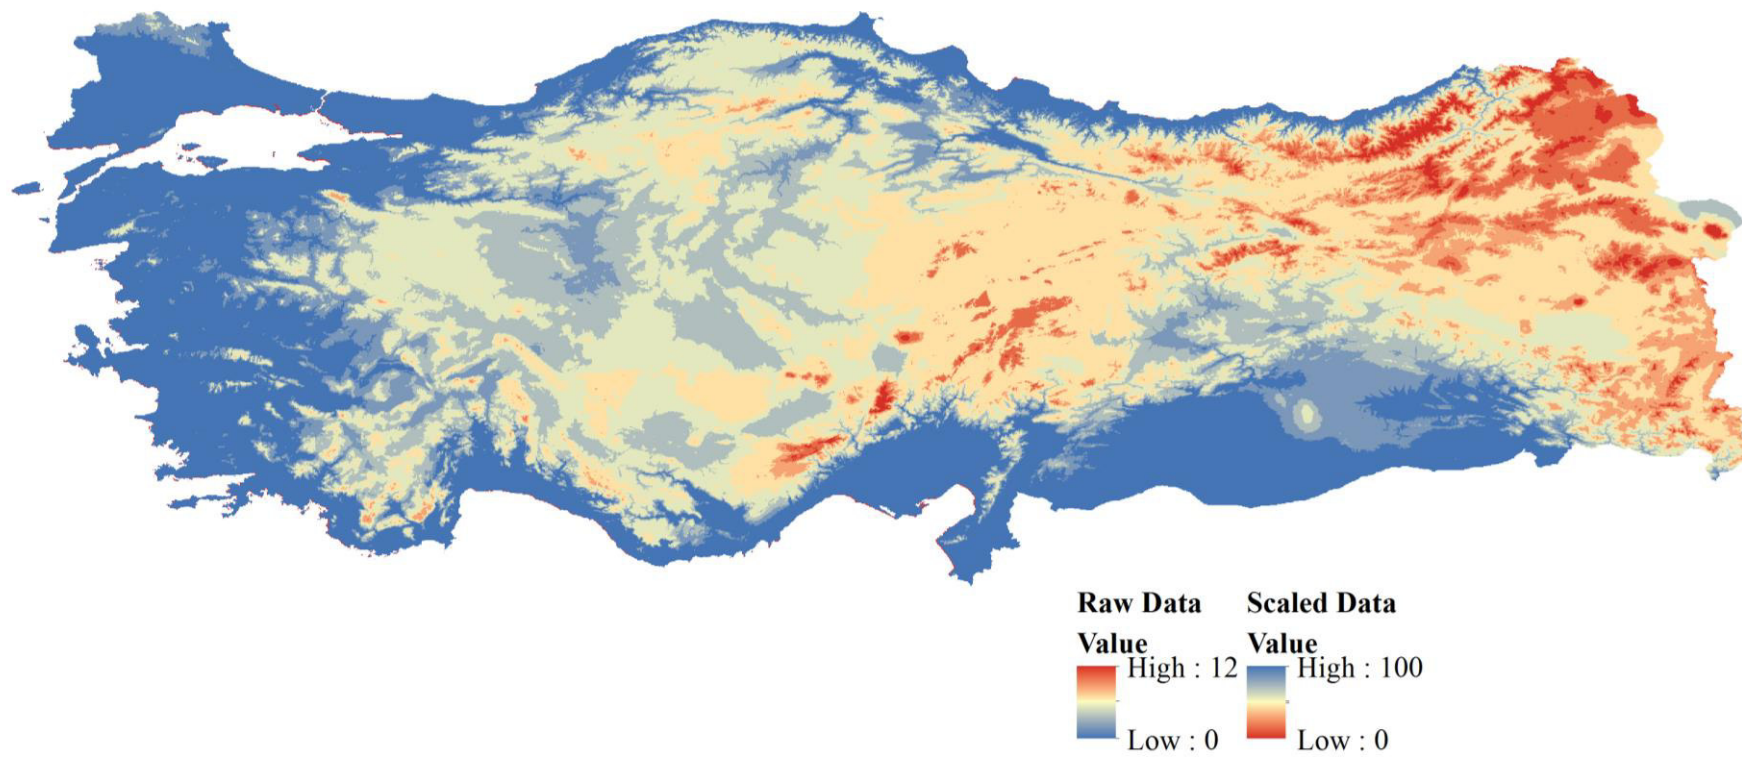 Raw Data Scaled Data
Value Value
High : 12 High : 100
Low : 0 Low : 0